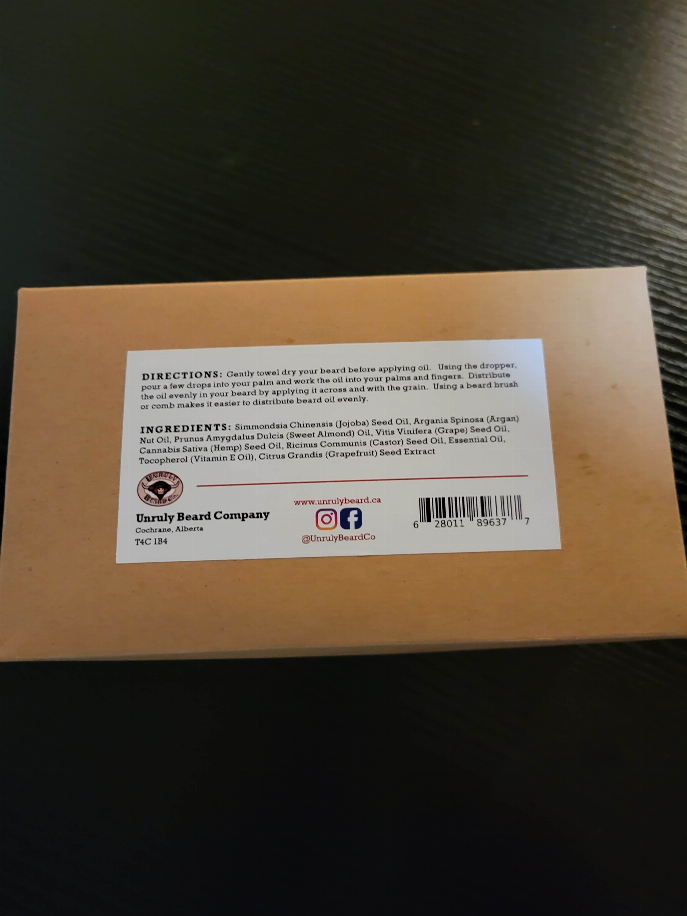 DIRECTIONS: Gently towel dry your beard before applying oil. Using the dropper,
pour a few drops into your palm and work the oil into your palms and fingers. Distribute
the oil evenly in your beard by applying it across and with the grain. Using a beard brush
or comb makes it easier to distribute beard oil evenly.
INGREDIENTS: Simmondsia Chinensis (Jojoba) Seed Oil, Argania Spinosa (Argan)
Nut Oil, Prunus Amygdalus Dulcis (Sweet Almond) Oil, Vitis Vinifera (Grape) Seed Oil,
Cannabis Sativa (Hemp) Seed Oil, Ricinus Communis (Castor) Seed Oil, Essential Oil,
Tocopherol (Vitamin E Oil), Citrus Grandis (Grapefruit) Seed Extract
UNRULY
BEARD CO.
Unruly Beard Company
Cochrane, Alberta
T4C 1B4
www.unrulybeard.ca
@UnrulyBeardCo
6 28011 89637 7